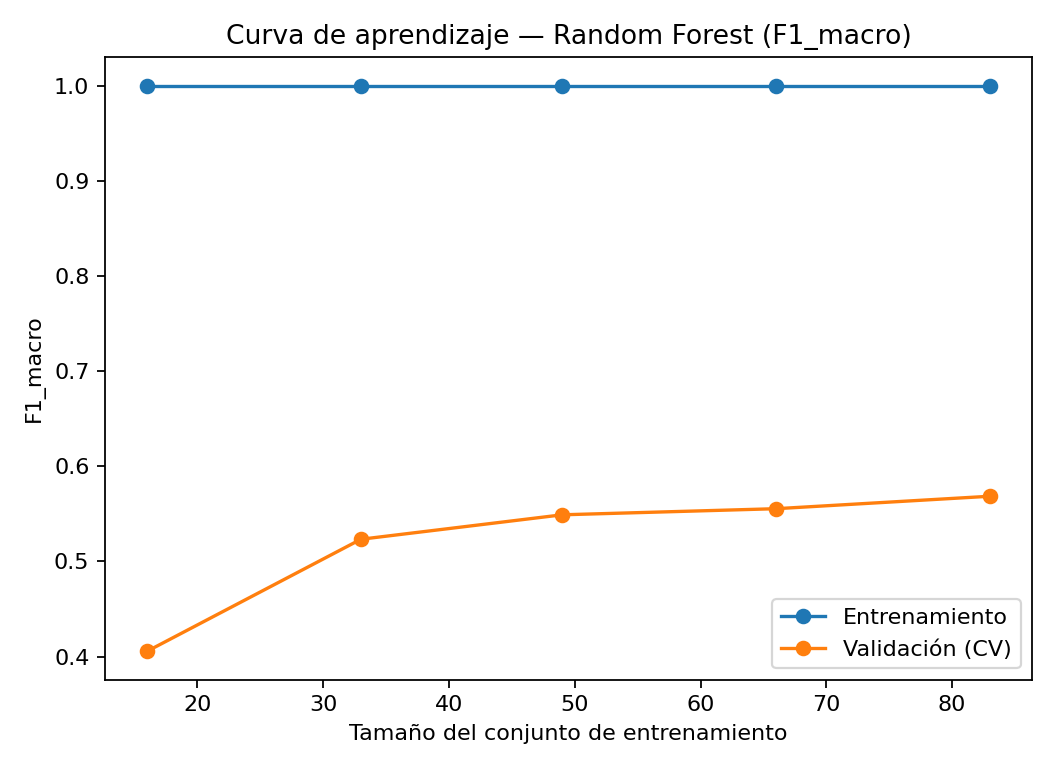 Curva de aprendizaje — Random Forest (F1_macro)
1.0
0.9
0.8
0.7
0.6
0.5
0.4
F1_macro
20 30 40 50 60 70 80
Tamaño del conjunto de entrenamiento
Entrenamiento
Validación (CV)